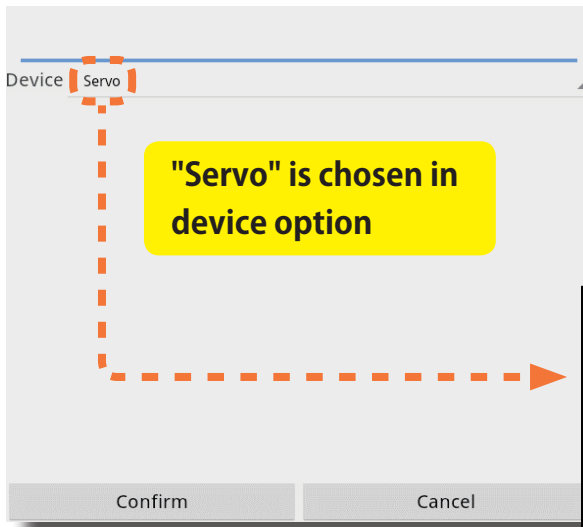 Device Servo
"Servo" is chosen in
device option
Confirm Cancel